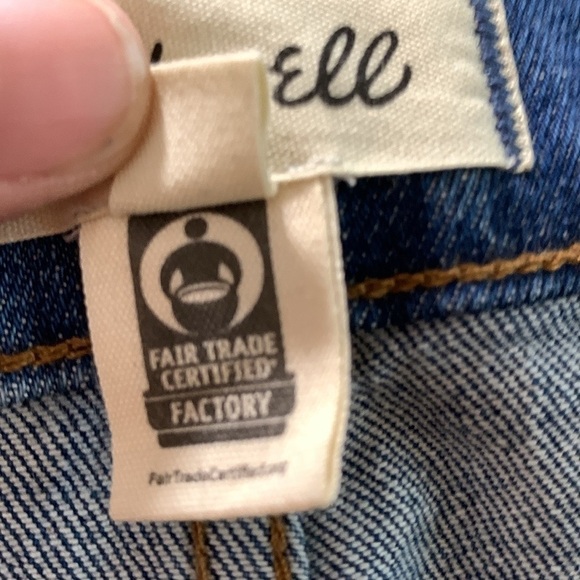 ell
FAIR TRADE
CERTIFIED
FACTORY
FairTradeCertified.org